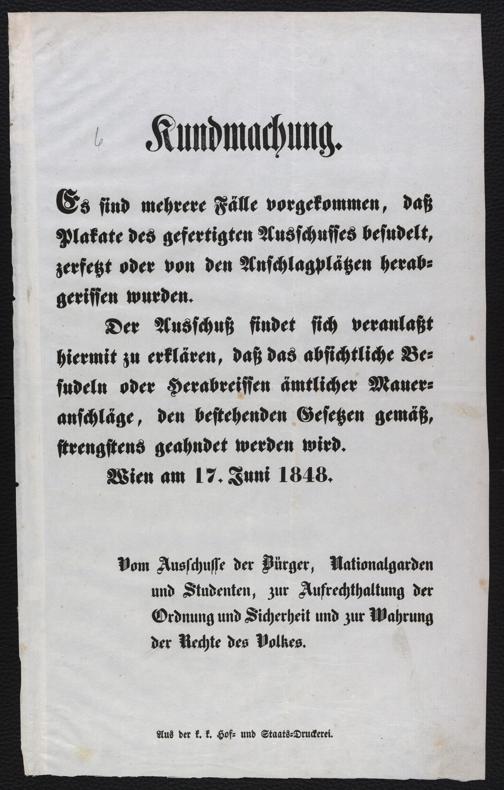 6
Kundmachung.
Es sind mehrere Fälle vorgekommen, daß
Plakate des gefertigten Ausschusses besudelt,
zerfetzt oder von den Anschlagplätzen herab-
gerissen wurden.
Der Ausschuß findet sich veranlaßt
hiermit zu erklären, daß das absichtliche Be-
sudeln oder Herabreissen ämtlicher Mauer-
anschläge, den bestehenden Gesetzen gemäß,
strengstens geahndet werden wird.
Wien am 17. Juni 1848.
Vom Ausschusse der Bürger, Nationalgarden
und Studenten, zur Aufrechthaltung der
Ordnung und Sicherheit und zur Wahrung
der Rechte des Volkes.
Aus der k. k. Hof- und Staats-Druckerei.